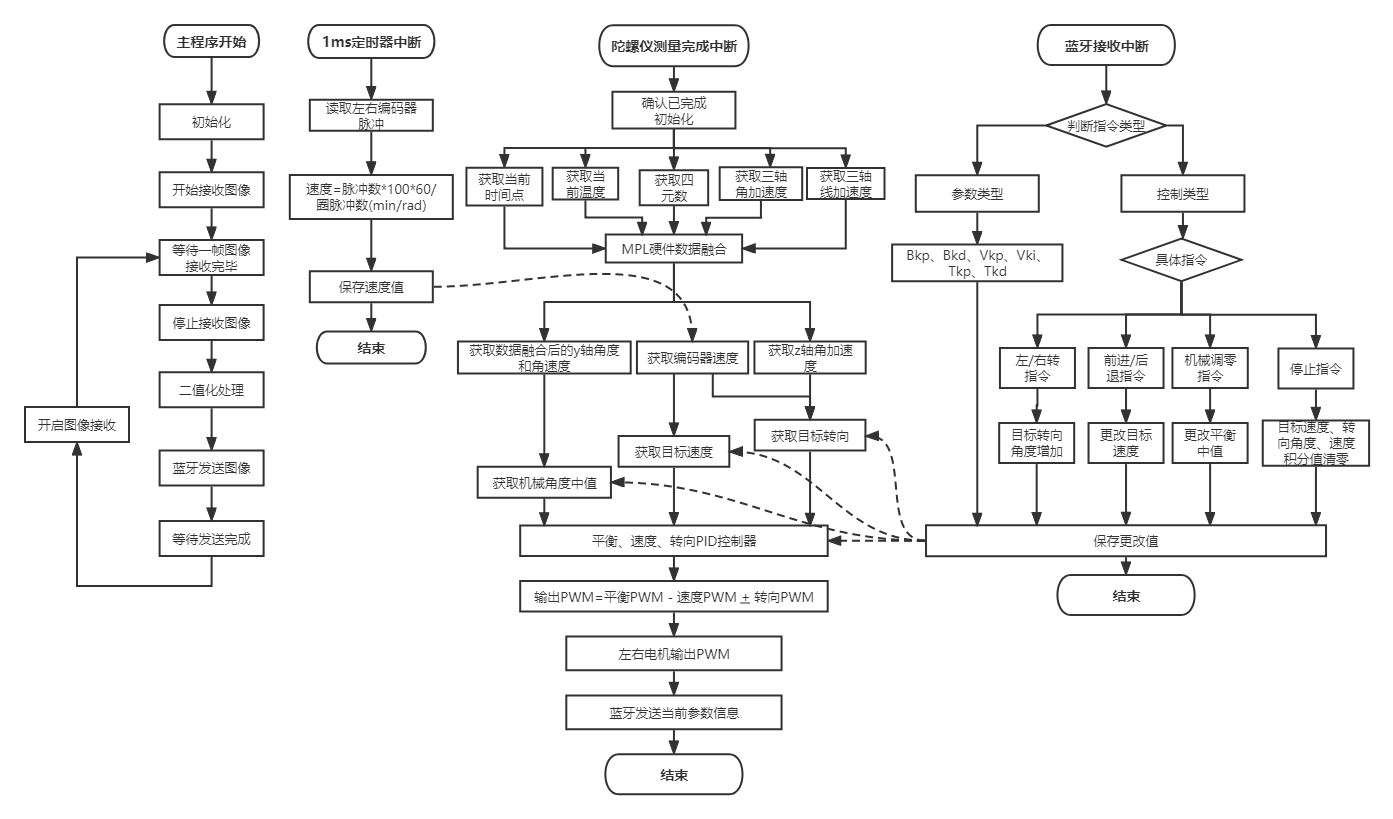 主程序开始
初始化
开始接收图像
等待一帧图像
接收完毕
停止接收图像
二值化处理
开启图像接收
蓝牙发送图像
等待发送完成
1ms定时器中断
读取左右编码器
脉冲
速度=脉冲数*100*60/
圈脉冲数(min/rad)
保存速度值
结束
陀螺仪测量完成中断
确认已完成
初始化
获取当前
时间点
获取当
前温度
获取四
元数
获取三轴
角加速度
获取三轴
线加速度
MPL硬件数据融合
获取数据融合后的y轴角度
和角速度
获取编码器速度
获取z轴角加速
度
获取目标转向
获取目标速度
获取机械角度中值
平衡、速度、转向PID控制器
输出PWM=平衡PWM - 速度PWM + 转向PWM
左右电机输出PWM
蓝牙发送当前参数信息
结束
蓝牙接收中断
判断指令类型
参数类型
控制类型
Bkp、Bkd、Vkp、Vki、
Tkp、Tkd
具体指令
左/右转
指令
前进/后
退指令
机械调零
指令
停止指令
目标转向
角度增加
更改目标
速度
更改平衡
中值
目标速度、转
向角度、速度
积分值清零
保存更改值
结束